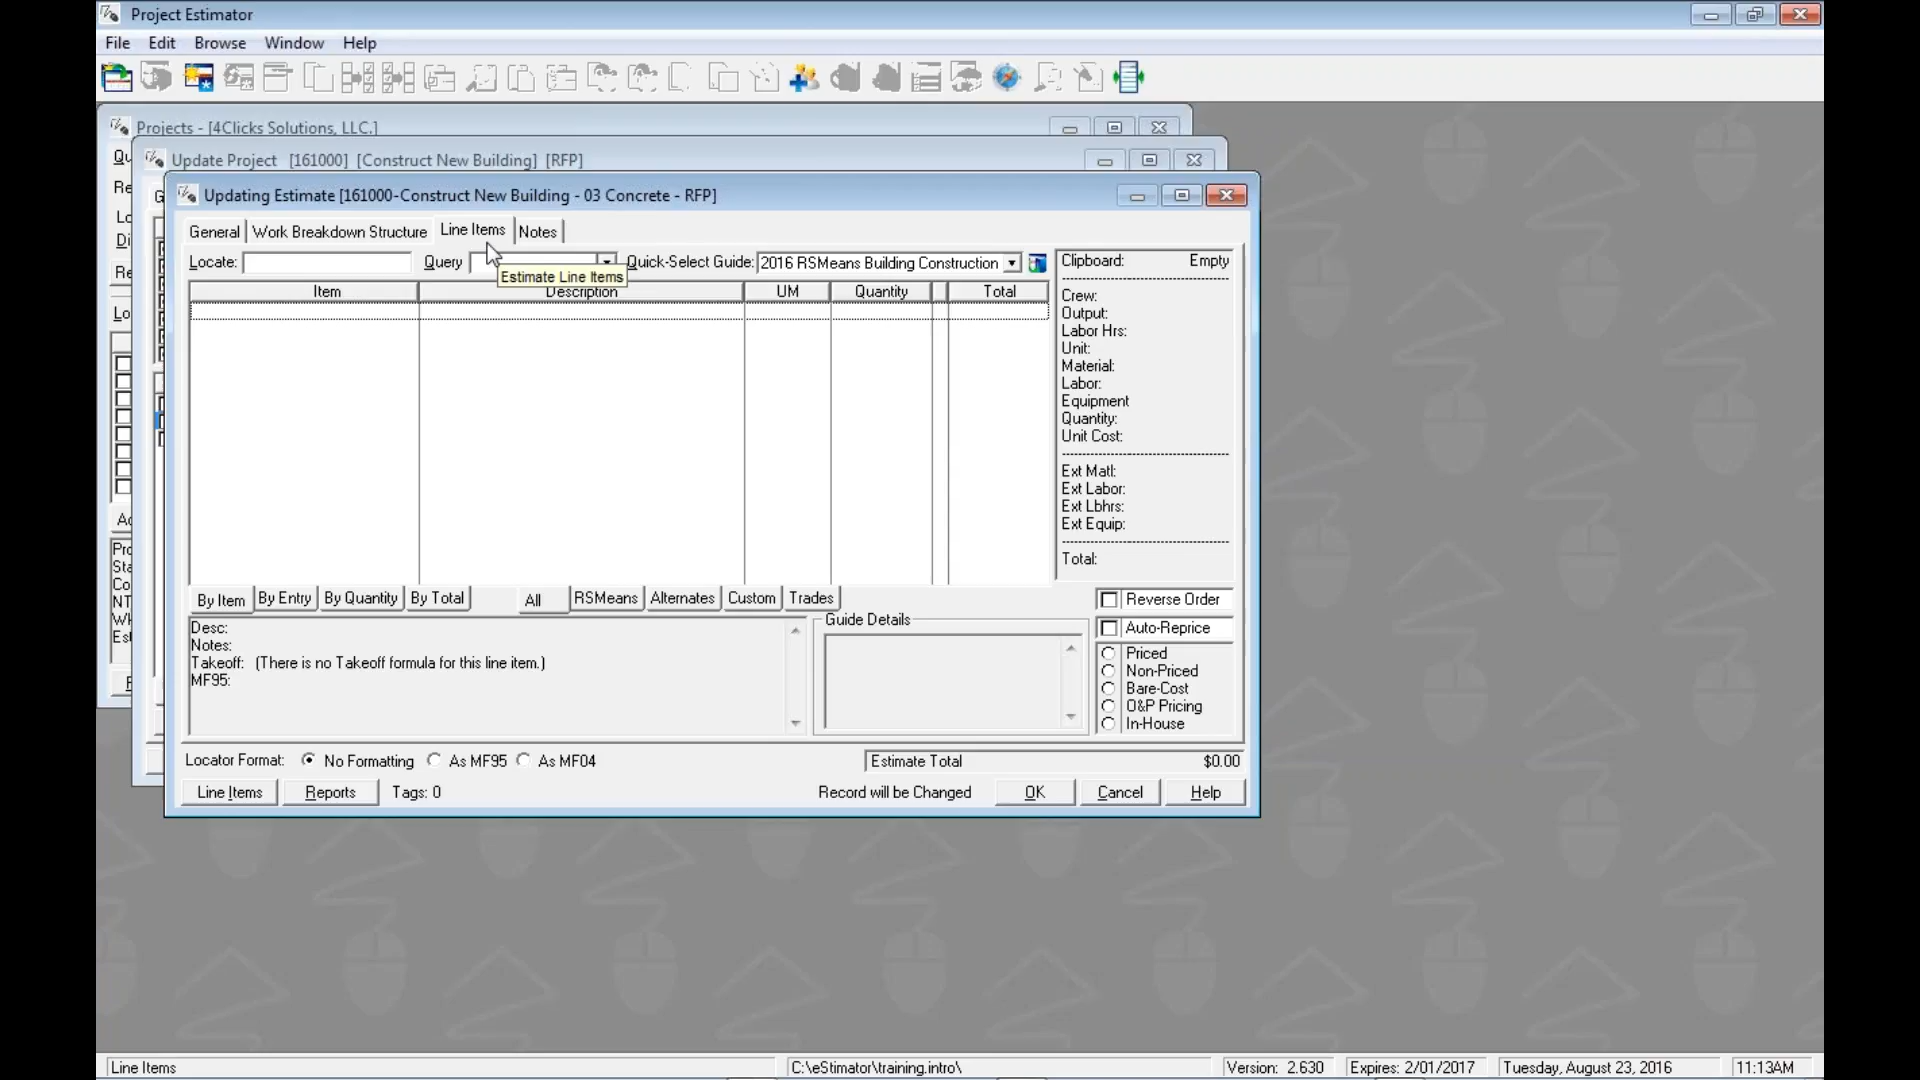 Project Estimator
File Edit Browse Window Help
Projects - [4Clicks Solutions, LLC.]
Update Project [161000] [Construct New Building] [RFP]
Updating Estimate [161000-Construct New Building - 03 Concrete - RFP]
General Work Breakdown Structure Line Items Notes
Locate: Query Quick-Select Guide: 2016 RSMeans Building Construction
Estimate Line Items
Item Description UM Quantity Total
Clipboard: Empty
Crew:
Output:
Labor Hrs:
Unit:
Material:
Labor:
Equipment
Quantity:
Unit Cost:
Ext Matl:
Ext Labor:
Ext Lbhrs:
Ext Equip:
Total:
By Item By Entry By Quantity By Total All RSMeans Alternates Custom Trades
Reverse Order
Auto-Reprice
Priced
Non-Priced
Bare-Cost
O&P Pricing
In-House
Desc:
Notes:
Takeoff: (There is no Takeoff formula for this line item.)
MF95:
Guide Details
Locator Format: No Formatting As MF95 As MF04
Estimate Total $0.00
Line Items Reports Tags: 0 Record will be Changed OK Cancel Help
Line Items C:\eStimator\training.intro\ Version: 2.630 Expires: 2/01/2017 Tuesday, August 23, 2016 11:13AM